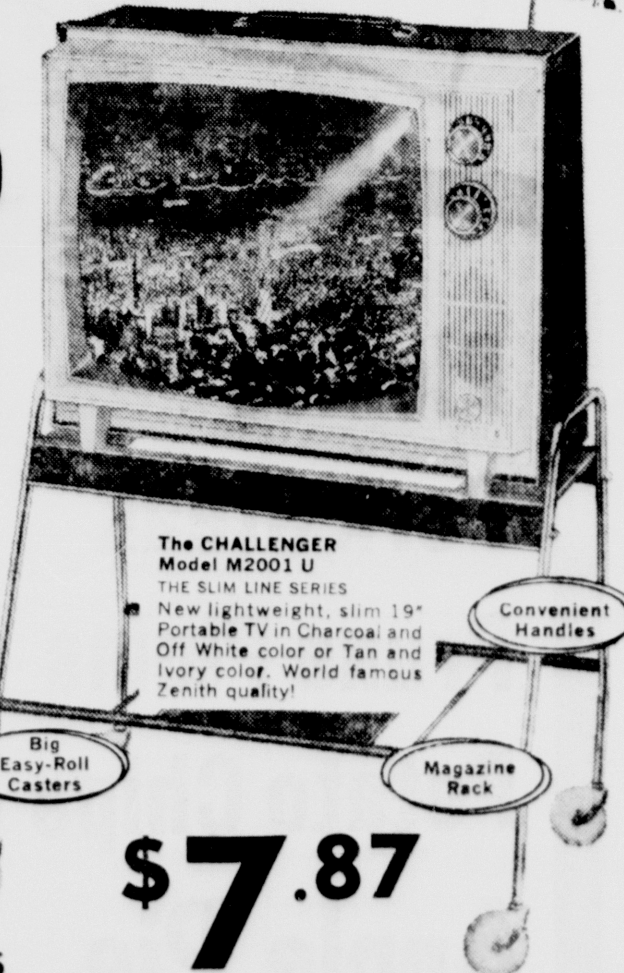 The CHALLENGER
Model M2001 U
THE SLIM LINE SERIES
New lightweight, slim 19"
Portable TV in Charcoal and
Off White color or Tan and
Ivory color. World famous
Zenith quality!
Convenient
Handles
Big
Easy-Roll
Casters
Magazine
Rack
$7.87